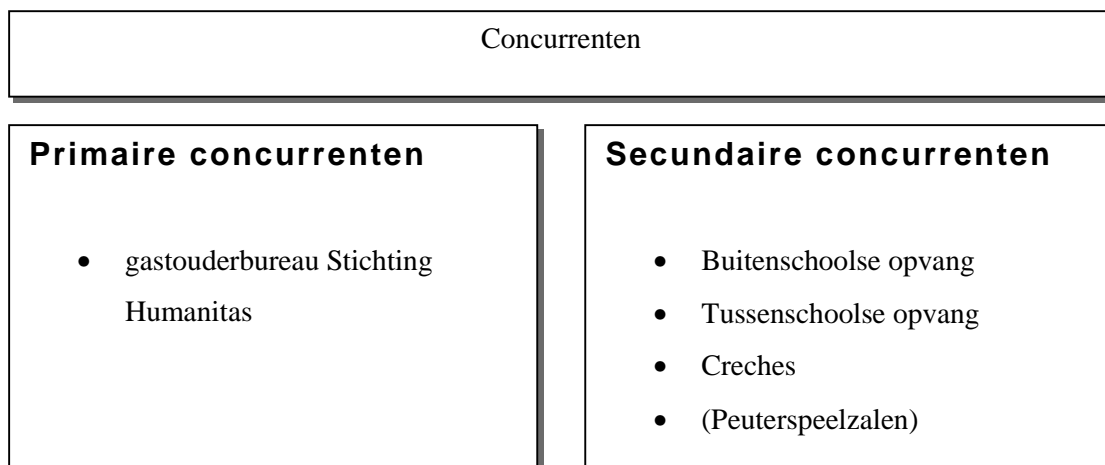 Concurrenten
Primaire concurrenten
• gastouderbureau Stichting
Humanitas
Secundaire concurrenten
• Buitenschoolse opvang
• Tussenschoolse opvang
• Creches
• (Peuterspeelzalen)